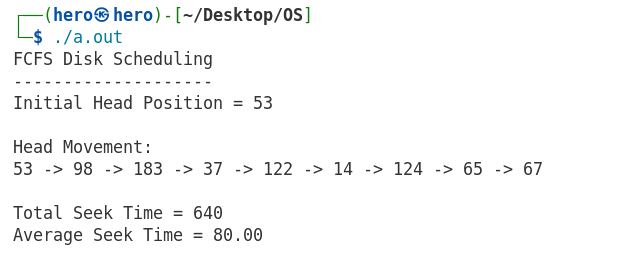 ┌──(hero㉿hero)-[~/Desktop/OS]
└─$ ./a.out
FCFS Disk Scheduling
--------------------
Initial Head Position = 53

Head Movement:
53 -> 98 -> 183 -> 37 -> 122 -> 14 -> 124 -> 65 -> 67

Total Seek Time = 640
Average Seek Time = 80.00